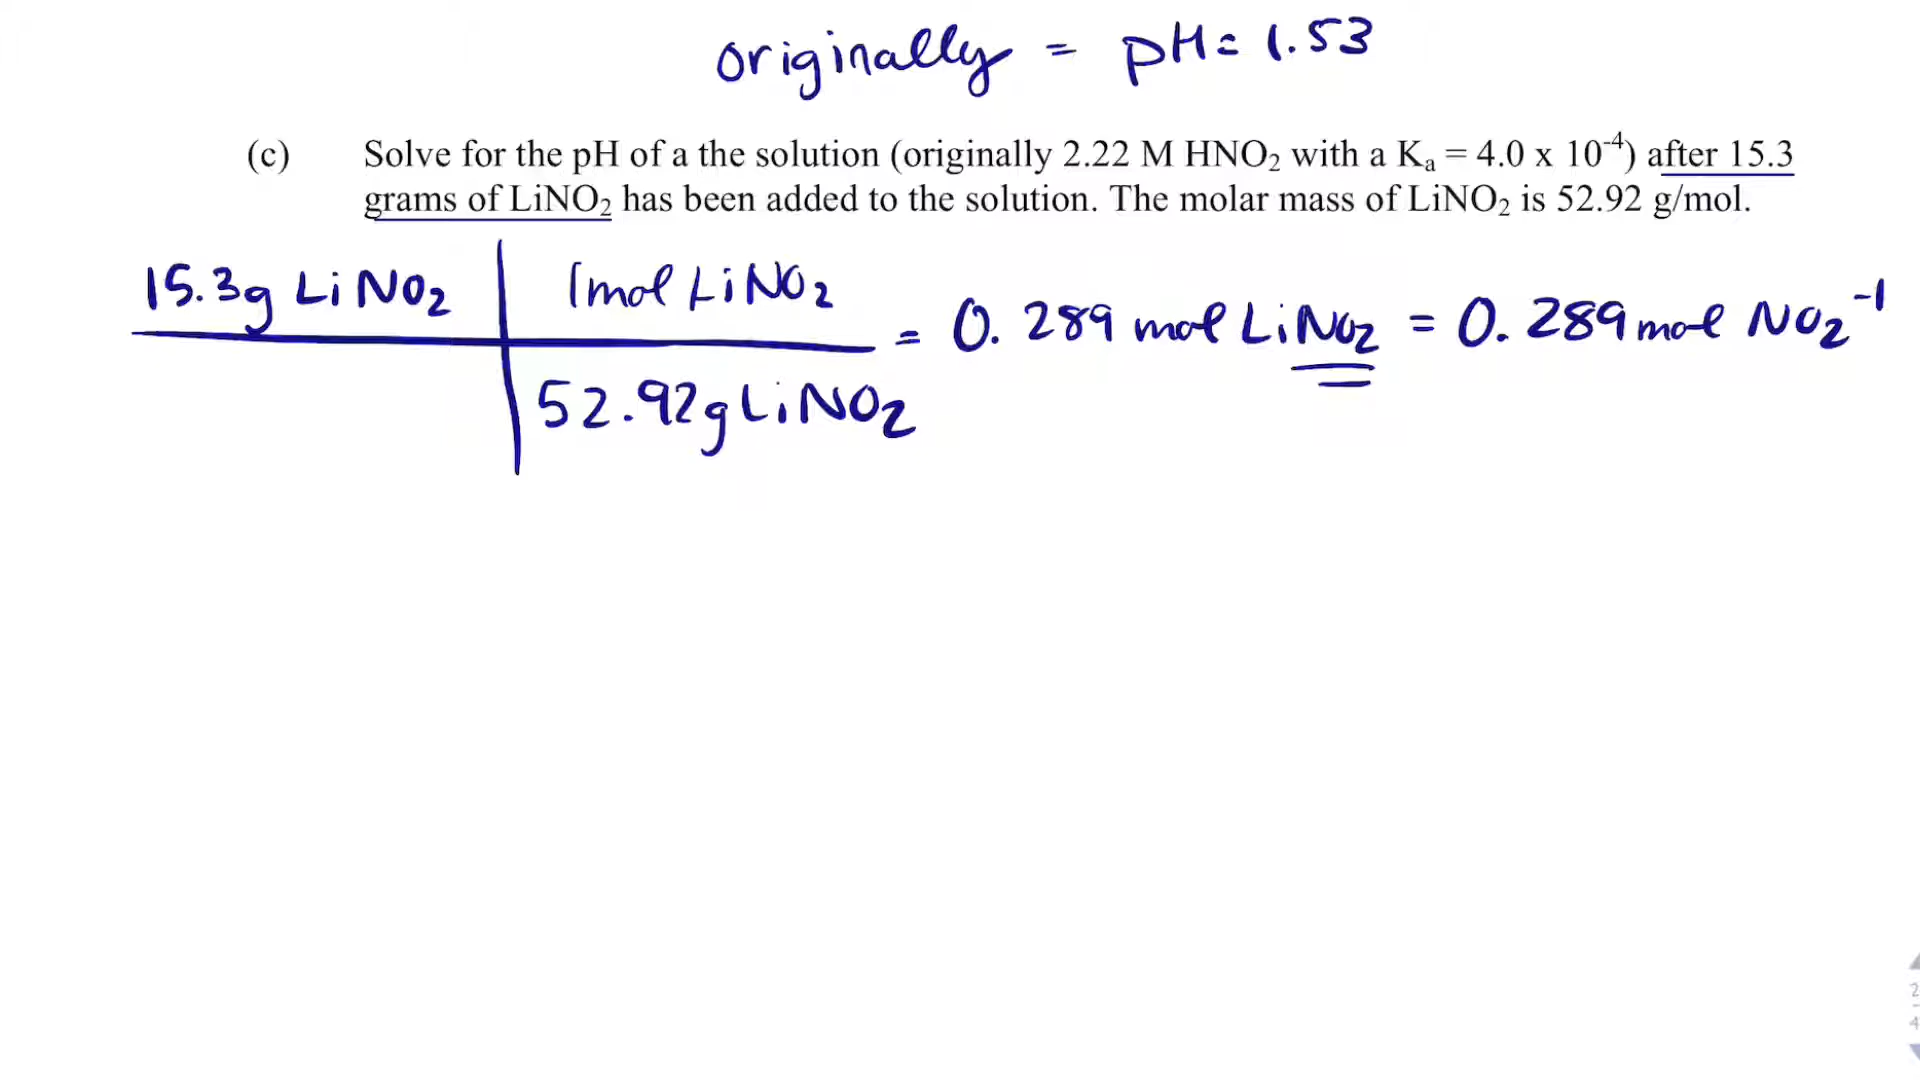 originally = pH = 1.53
(c) Solve for the pH of a the solution (originally 2.22 M HNO₂ with a Kₐ = 4.0 x 10⁻⁴) after 15.3
grams of LiNO₂ has been added to the solution. The molar mass of LiNO₂ is 52.92 g/mol.
15.3g LiNO₂ | 1mol LiNO₂
= 0.289 mol LiNO₂ = 0.289 mol NO₂⁻¹
52.92g LiNO₂
2
4